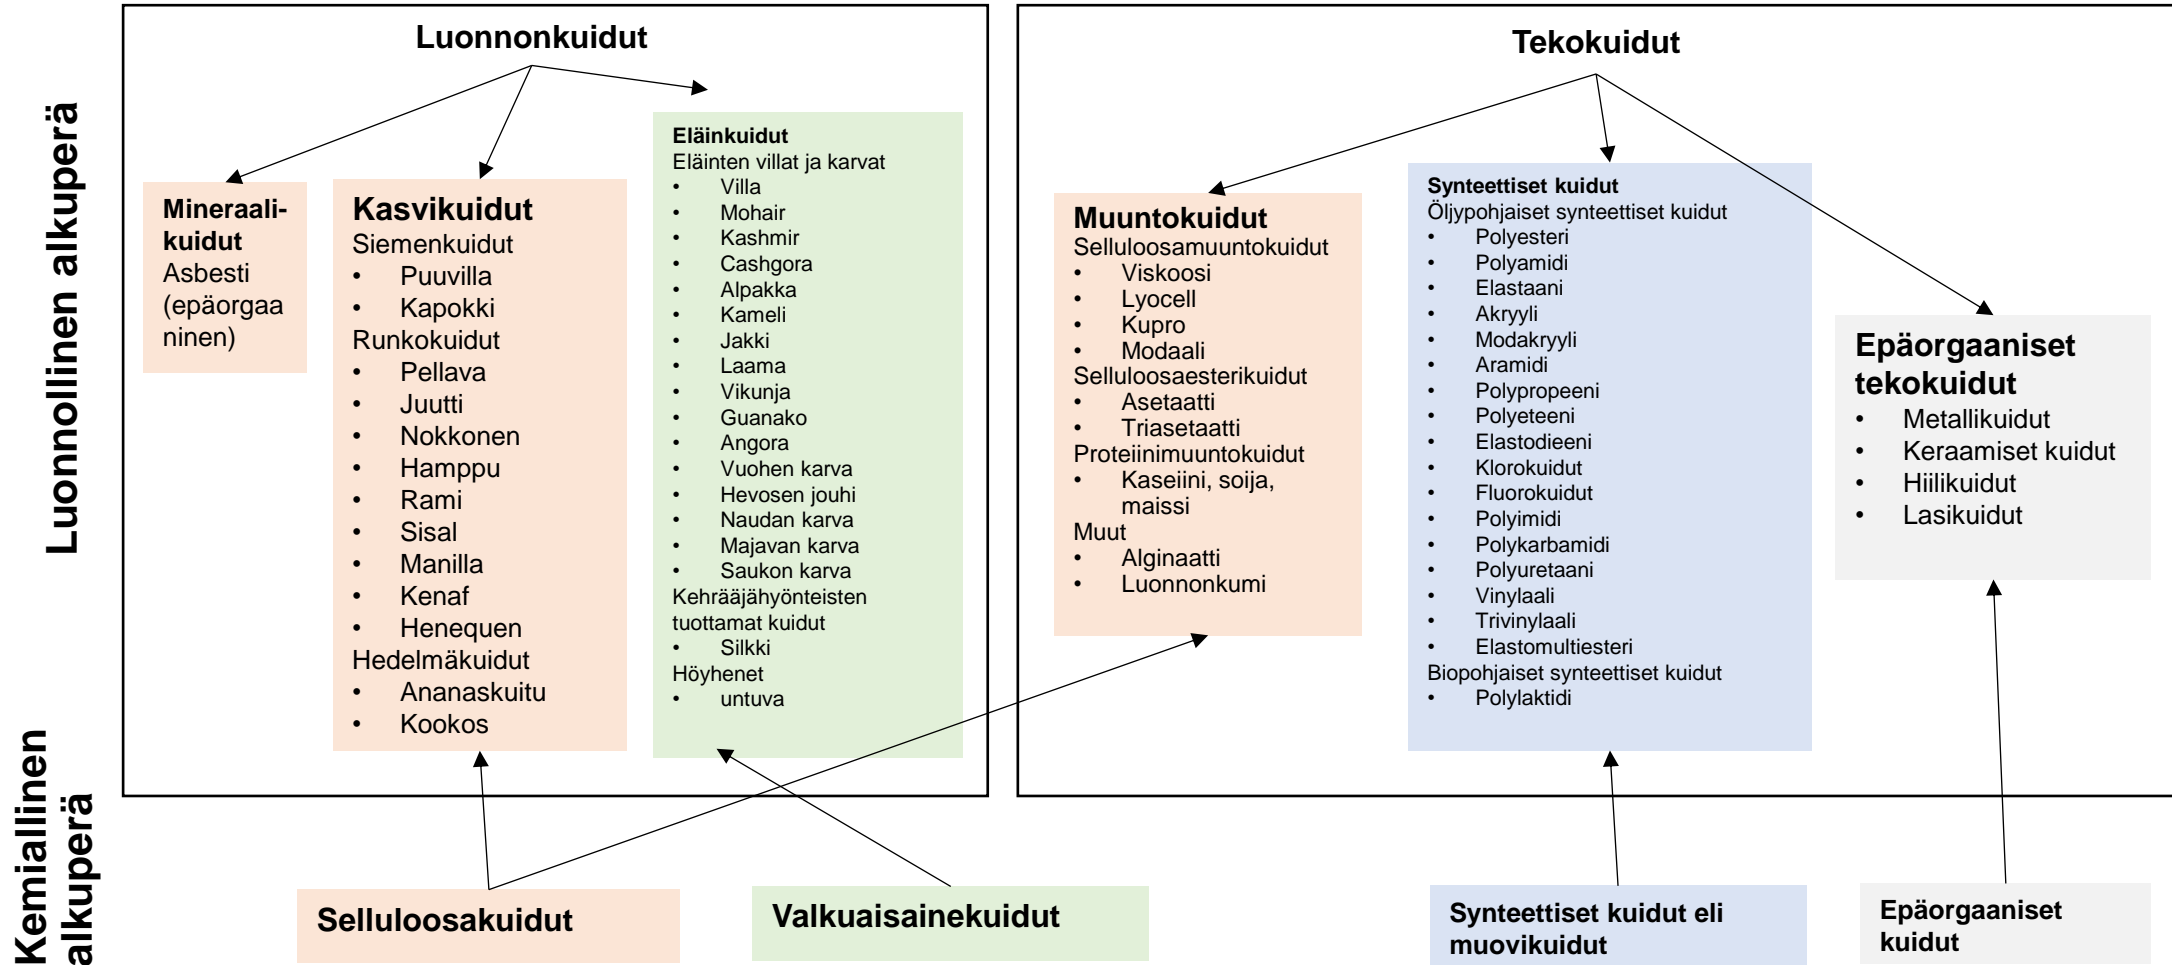 Luonnollinen alkuperä
Luonnonkuidut
Mineraali-
kuidut
Asbesti
(epäorgaa
ninen)
Kasvikuidut
Siemenkuidut
• Puuvilla
• Kapokki
Runkokuidut
• Pellava
• Juutti
• Nokkonen
• Hamppu
• Rami
• Sisal
• Manilla
• Kenaf
• Henequen
Hedelmäkuidut
• Ananaskuitu
• Kookos
Eläinkuidut
Eläinten villat ja karvat
• Villa
• Mohair
• Kashmir
• Cashgora
• Alpakka
• Kameli
• Jakki
• Laama
• Vikunja
• Guanako
• Angora
• Vuohen karva
• Hevosen jouhi
• Naudan karva
• Majavan karva
• Saukon karva
Kehrääjähyönteisten
tuottamat kuidut
• Silkki
Höyhenet
• untuva
Tekokuidut
Muuntokuidut
Selluloosamuuntokuidut
• Viskoosi
• Lyocell
• Kupro
• Modaali
Selluloosaesterikuidut
• Asetaatti
• Triasetaatti
Proteiinimuuntokuidut
• Kaseiini, soija,
maissi
Muut
• Alginaatti
• Luonnonkumi
Synteettiset kuidut
Öljypohjaiset synteettiset kuidut
• Polyesteri
• Polyamidi
• Elastaani
• Akryyli
• Modakryyli
• Aramidi
• Polypropeeni
• Polyeteeni
• Elastodieeni
• Klorokuidut
• Fluorokuidut
• Polyimidi
• Polykarbamidi
• Polyuretaani
• Vinylaali
• Trivinylaali
• Elastomultiesteri
Biopohjaiset synteettiset kuidut
• Polylaktidi
Epäorgaaniset
tekokuidut
• Metallikuidut
• Keraamiset kuidut
• Hiilikuidut
• Lasikuidut
Kemiallinen
alkuperä
Selluloosakuidut
Valkuaisainekuidut
Synteettiset kuidut eli
muovikuidut
Epäorgaaniset
kuidut